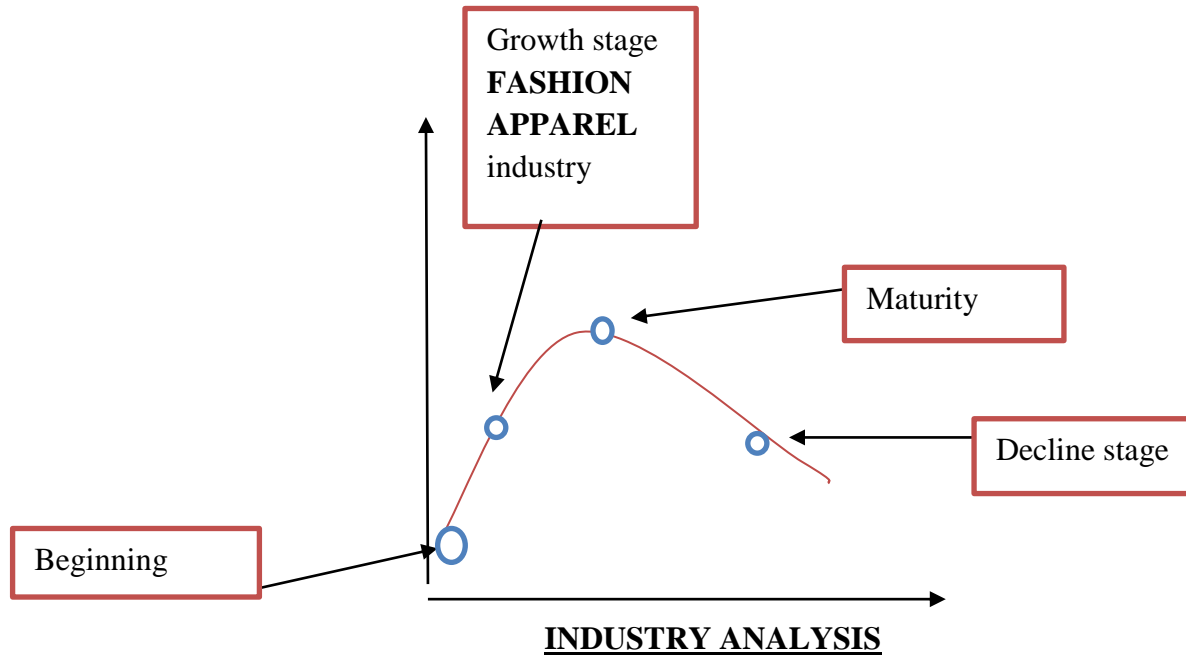 Growth stage
FASHION
APPAREL
industry
Maturity
Decline stage
Beginning
INDUSTRY ANALYSIS